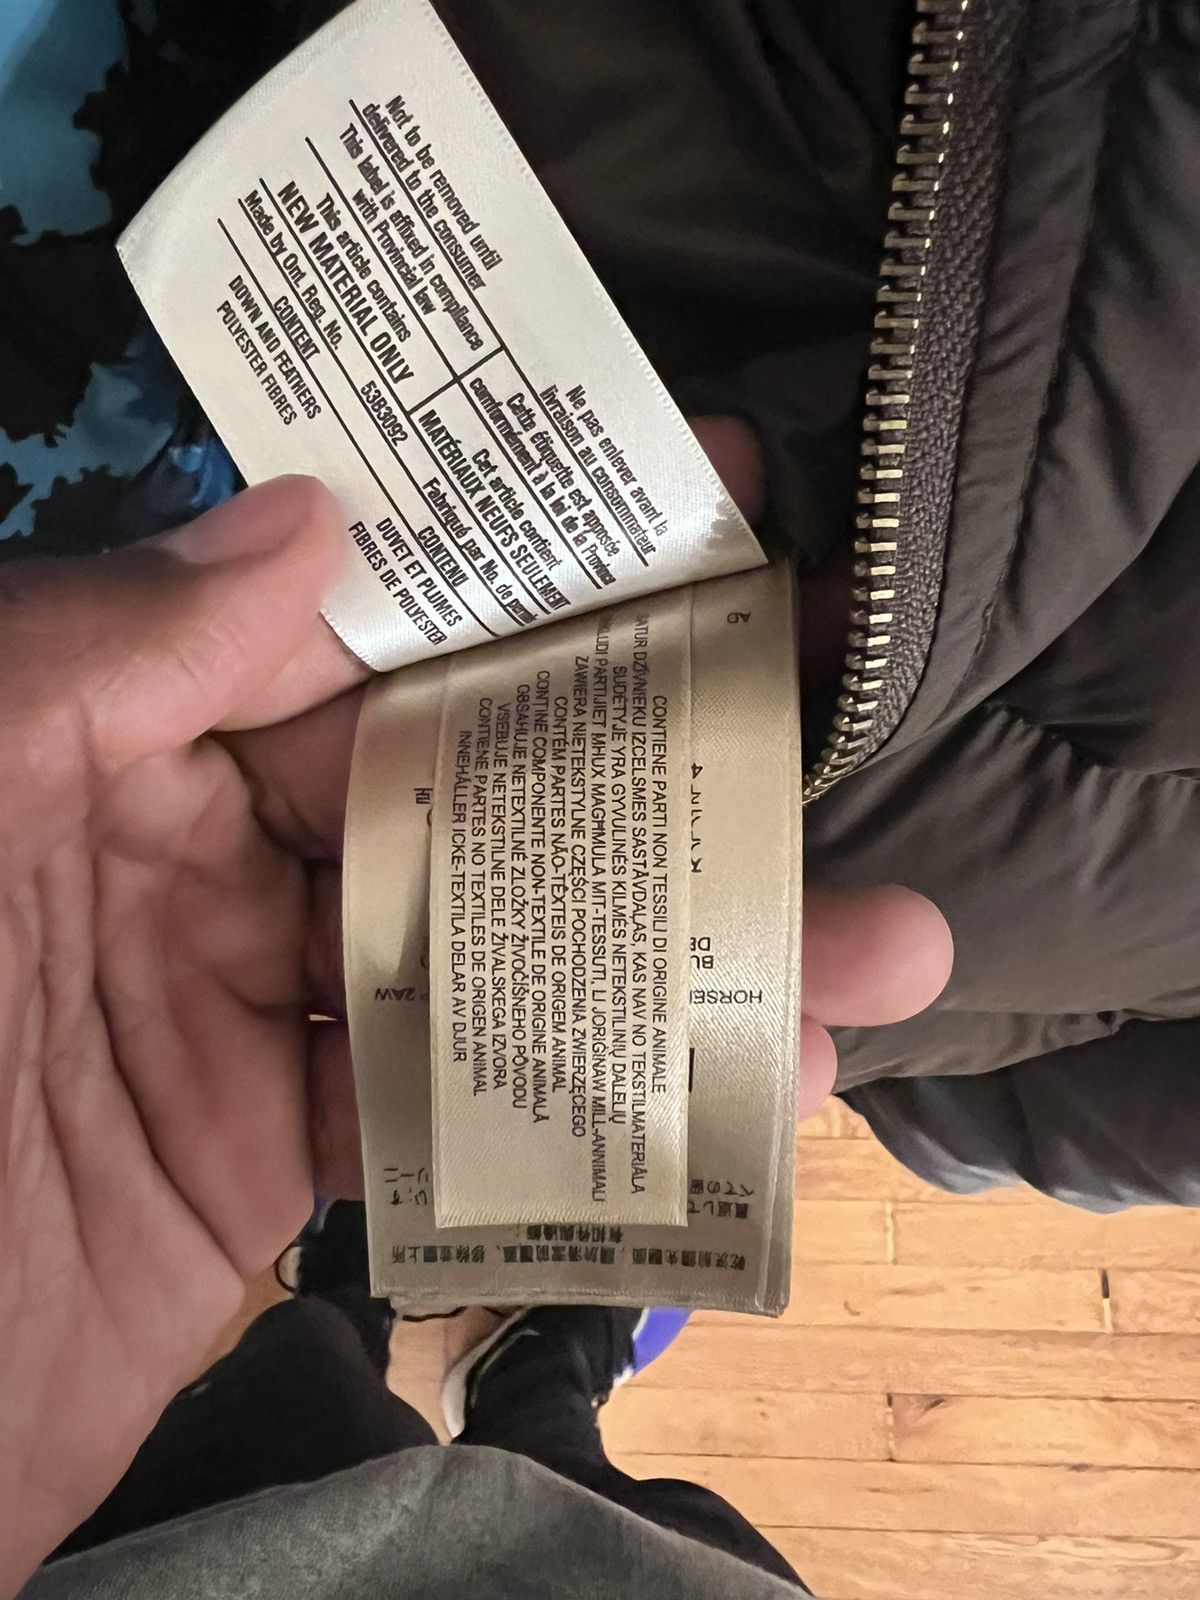 Not to be removed until
delivered to the consumer
This label is affixed in compliance
with Provincial law
This article contains
NEW MATERIAL ONLY
Made by Ont. Reg. No.
53B3092
CONTENT
DOWN AND FEATHERS
POLYESTER FIBRES
Ne pas enlever avant la
livraison au consommateur
Cette étiquette est apposée
conformément à la loi de la Province
Cet article contient
MATÉRIAUX NEUFS SEULEMENT
Fabriqué par No. de permis
CONTENU
DUVET ET PLUMES
FIBRES DE POLYESTER
CONTIENE PARTI NON TESSILI DI ORIGINE ANIMALE
DZĪVNIEKU IZCELSMES SASTĀVDAĻAS, KAS NAV NO TEKSTILMATERIĀLA
SUDĖTYJE YRA GYVULINĖS KILMĖS NETEKSTILINIŲ DALELIŲ
PARTIJIET MHUX MAGĦMULA MIT-TESSUTI, LI JORIĠINAW MILL-ANNIMALI
ZAWIERA NIETEKSTYLNE CZĘŚCI POCHODZENIA ZWIERZĘCEGO
CONTÉM PARTES NÃO-TÊXTEIS DE ORIGEM ANIMAL
CONTINE COMPONENTE NON-TEXTILE DE ORIGINE ANIMALĂ
OBSAHUJE NETEXTILNÉ ZLOŽKY ŽIVOČÍŠNEHO PÔVODU
VSEBUJE NETEKSTILNE DELE ŽIVALSKEGA IZVORA
CONTIENE PARTES NO TEXTILES DE ORIGEN ANIMAL
INNEHÅLLER ICKE-TEXTILA DELAR AV DJUR